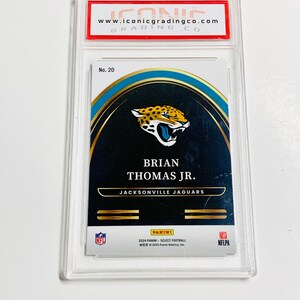 ICONIC
www.iconicgradingco.com
GRADING CO
No. 20
BRIAN
THOMAS JR.
JACKSONVILLE JAGUARS
PANINI
NFL
2024 PANINI - SELECT FOOTBALL
NFLPA